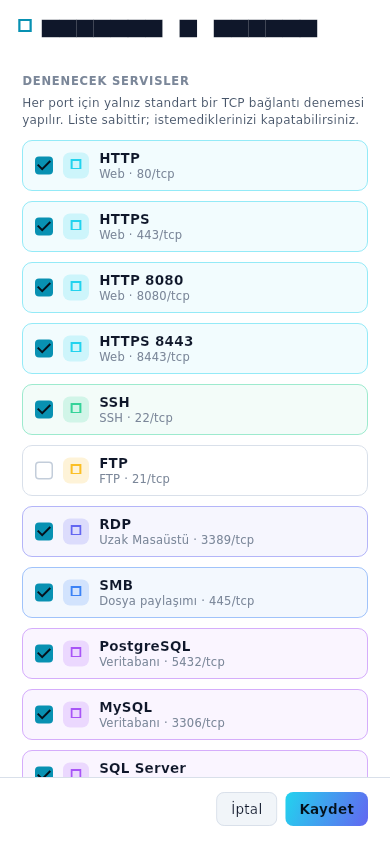 DENENECEK SERVISLER
Her port için yalnız standart bir TCP bağlantı denemesi
yapılır. Liste sabittir; istemediklerinizi kapatabilirsiniz.
HTTP
Web · 80/tcp
HTTPS
Web · 443/tcp
HTTP 8080
Web · 8080/tcp
HTTPS 8443
Web · 8443/tcp
SSH
SSH · 22/tcp
FTP
FTP · 21/tcp
RDP
Uzak Masaüstü · 3389/tcp
SMB
Dosya paylaşımı · 445/tcp
PostgreSQL
Veritabanı · 5432/tcp
MySQL
Veritabanı · 3306/tcp
SQL Server
İptal
Kaydet